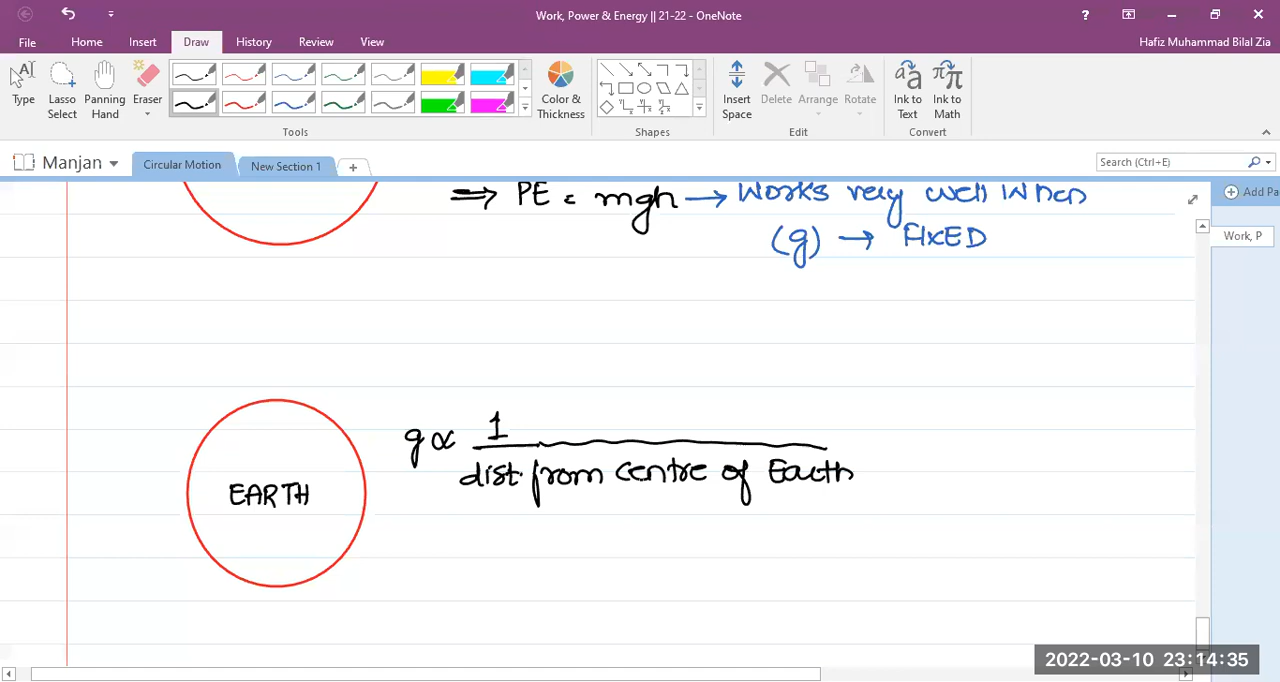 Work, Power & Energy || 21-22 - OneNote
File Home Insert Draw History Review View
Hafiz Muhammad Bilal Zia
Type Lasso Select Panning Hand Eraser
Color & Thickness
Insert Space Delete Arrange Rotate
Ink to Text Ink to Math
Tools Shapes Edit Convert
Manjan Circular Motion New Section 1
Search (Ctrl+E)
Add Pa
Work, P
⇒ PE = mgh → Works very well when
(g) → FIXED
g ∝ 1
dist. from centre of Earth
EARTH
2022-03-10 23:14:35